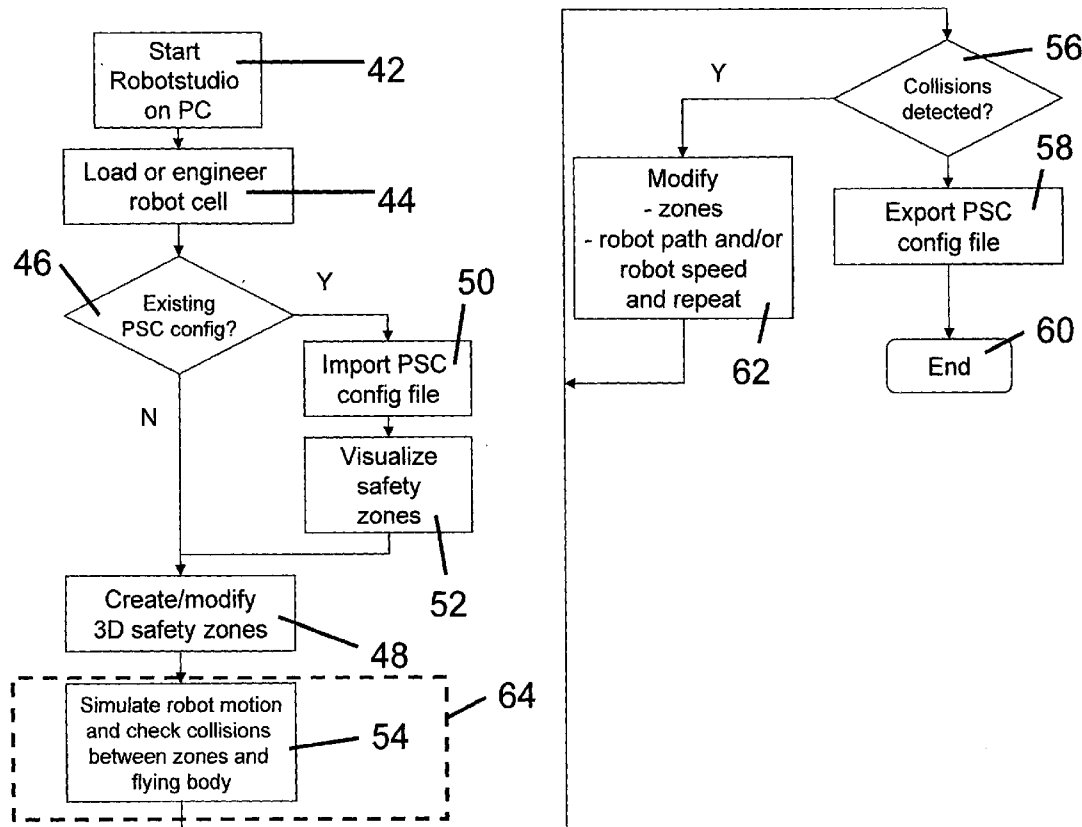 Start
Robotstudio
on PC
42
Load or engineer
robot cell
44
46
Existing
PSC config?
Y
N
50
Import PSC
config file
Visualize
safety
zones
52
Create/modify
3D safety zones
48
Simulate robot motion
and check collisions
between zones and
flying body
54
64
56
Collisions
detected?
Y
Modify
- zones
- robot path and/or
robot speed
and repeat
62
58
Export PSC
config file
60
End